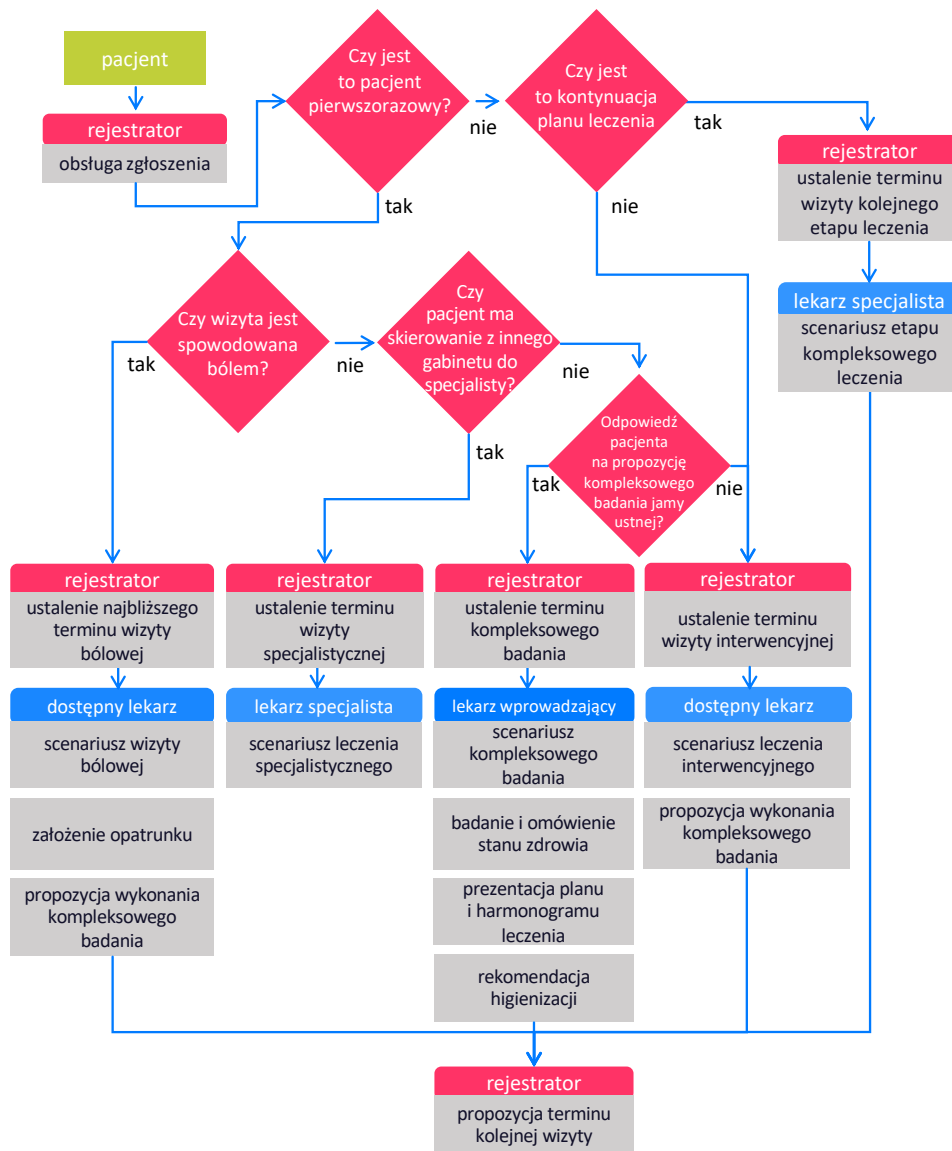 pacjent
rejestrator
obsługa zgłoszenia
Czy jest
to pacjent
pierwszorazowy?
nie
tak
Czy jest
to kontynuacja
planu leczenia
tak
nie
rejestrator
ustalenie terminu
wizyty kolejnego
etapu leczenia
lekarz specjalista
scenariusz etapu
kompleksowego
leczenia
Czy wizyta jest
spowodowana
bólem?
tak
nie
Czy
pacjent ma
skierowanie z innego
gabinetu do
specjalisty?
nie
tak
Odpowiedź
pacjenta
na propozycję
kompleksowego
badania jamy
ustnej?
tak
nie
rejestrator
ustalenie najbliższego
terminu wizyty
bólowej
dostępny lekarz
scenariusz wizyty
bólowej
założenie opatrunku
propozycja wykonania
kompleksowego
badania
rejestrator
ustalenie terminu
wizyty
specjalistycznej
lekarz specjalista
scenariusz leczenia
specjalistycznego
rejestrator
ustalenie terminu
kompleksowego
badania
lekarz wprowadzający
scenariusz
kompleksowego
badania
badanie i omówienie
stanu zdrowia
prezentacja planu
i harmonogramu
leczenia
rekomendacja
higienizacji
rejestrator
ustalenie terminu
wizyty interwencyjnej
dostępny lekarz
scenariusz leczenia
interwencyjnego
propozycja wykonania
kompleksowego
badania
rejestrator
propozycja terminu
kolejnej wizyty